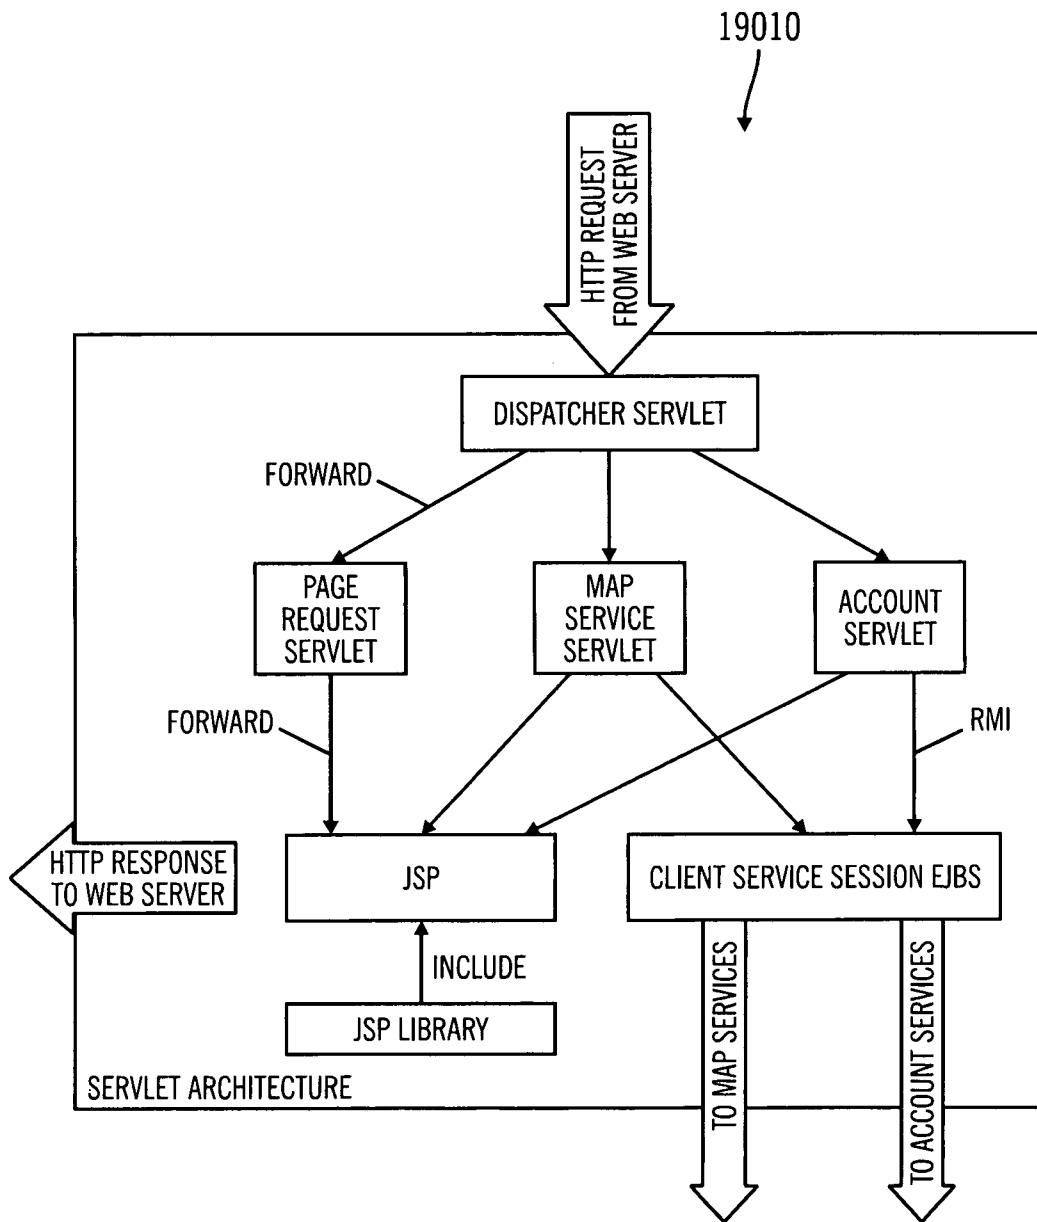 19010
HTTP REQUEST
FROM WEB SERVER
DISPATCHER SERVLET
FORWARD
PAGE
REQUEST
SERVLET
MAP
SERVICE
SERVLET
ACCOUNT
SERVLET
FORWARD
RMI
HTTP RESPONSE
TO WEB SERVER
JSP
CLIENT SERVICE SESSION EJBS
INCLUDE
JSP LIBRARY
TO MAP SERVICES
TO ACCOUNT SERVICES
SERVLET ARCHITECTURE